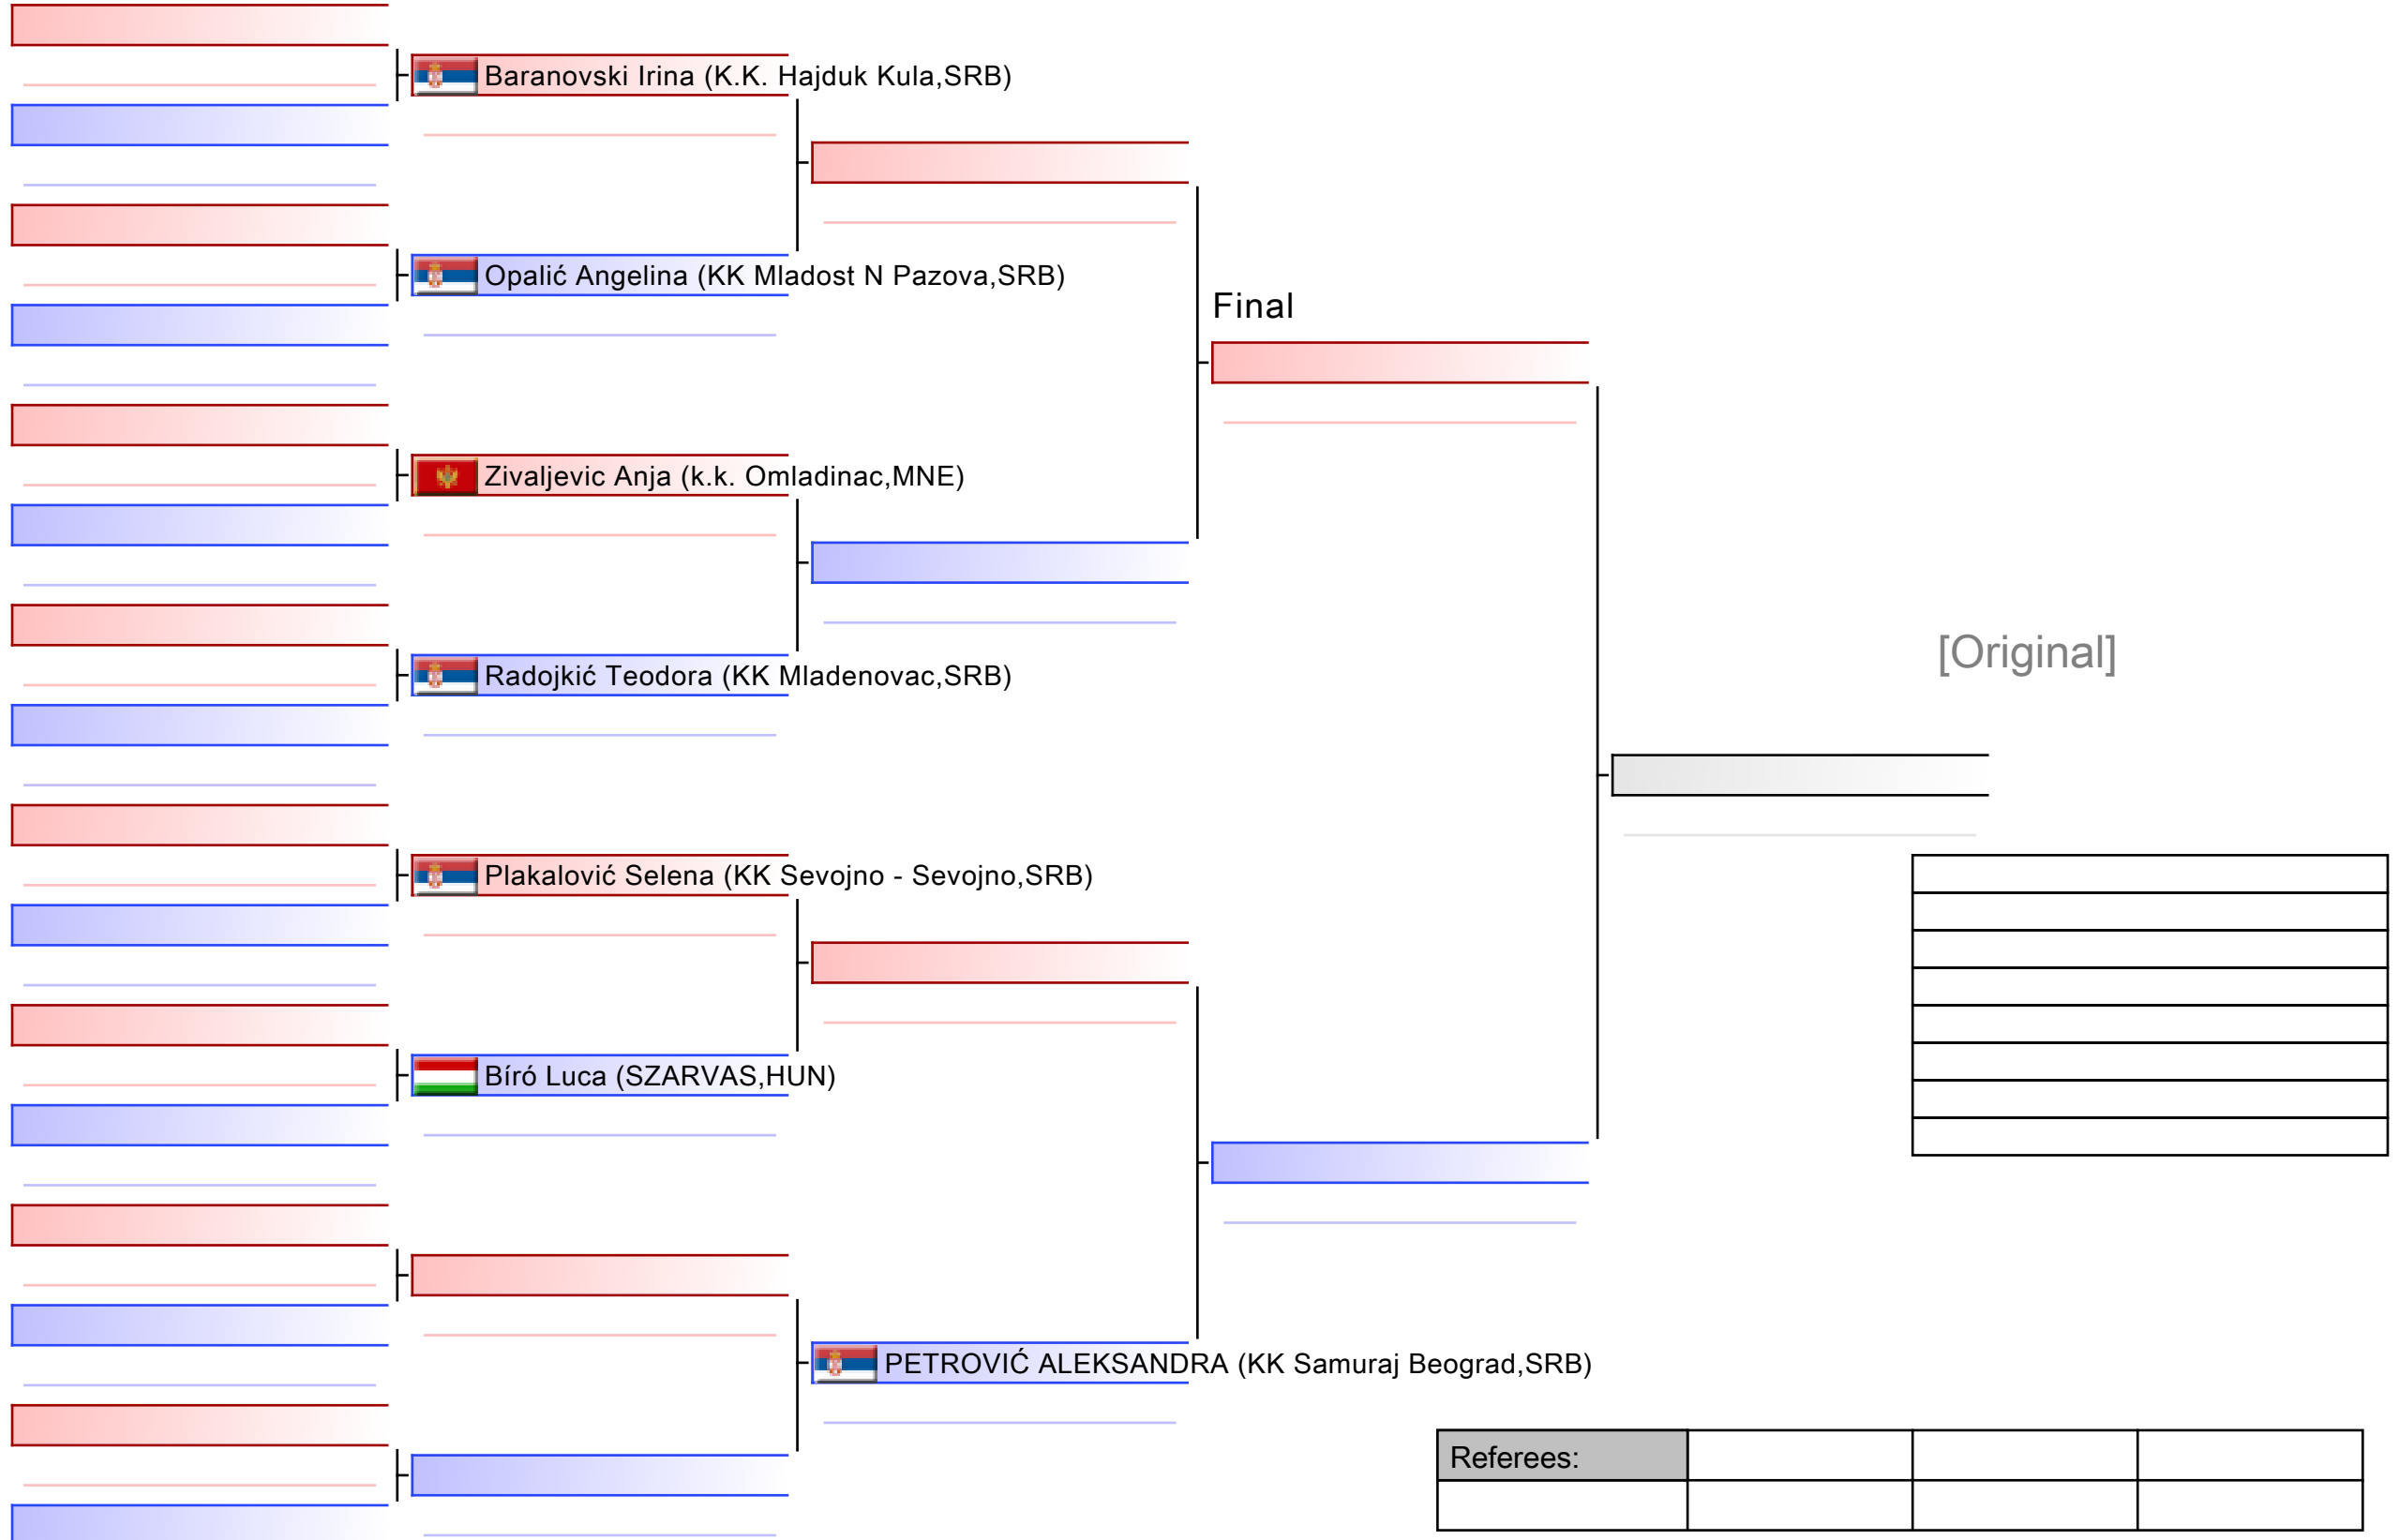 Baranovski Irina (K.K. Hajduk Kula,SRB)
Opalić Angelina (KK Mladost N Pazova,SRB)
Final
Zivaljevic Anja (k.k. Omladinac,MNE)
[Original]
Radojkić Teodora (KK Mladenovac,SRB)
Plakalović Selena (KK Sevojno - Sevojno,SRB)
Bíró Luca (SZARVAS,HUN)
PETROVIĆ ALEKSANDRA (KK Samuraj Beograd,SRB)
Referees: